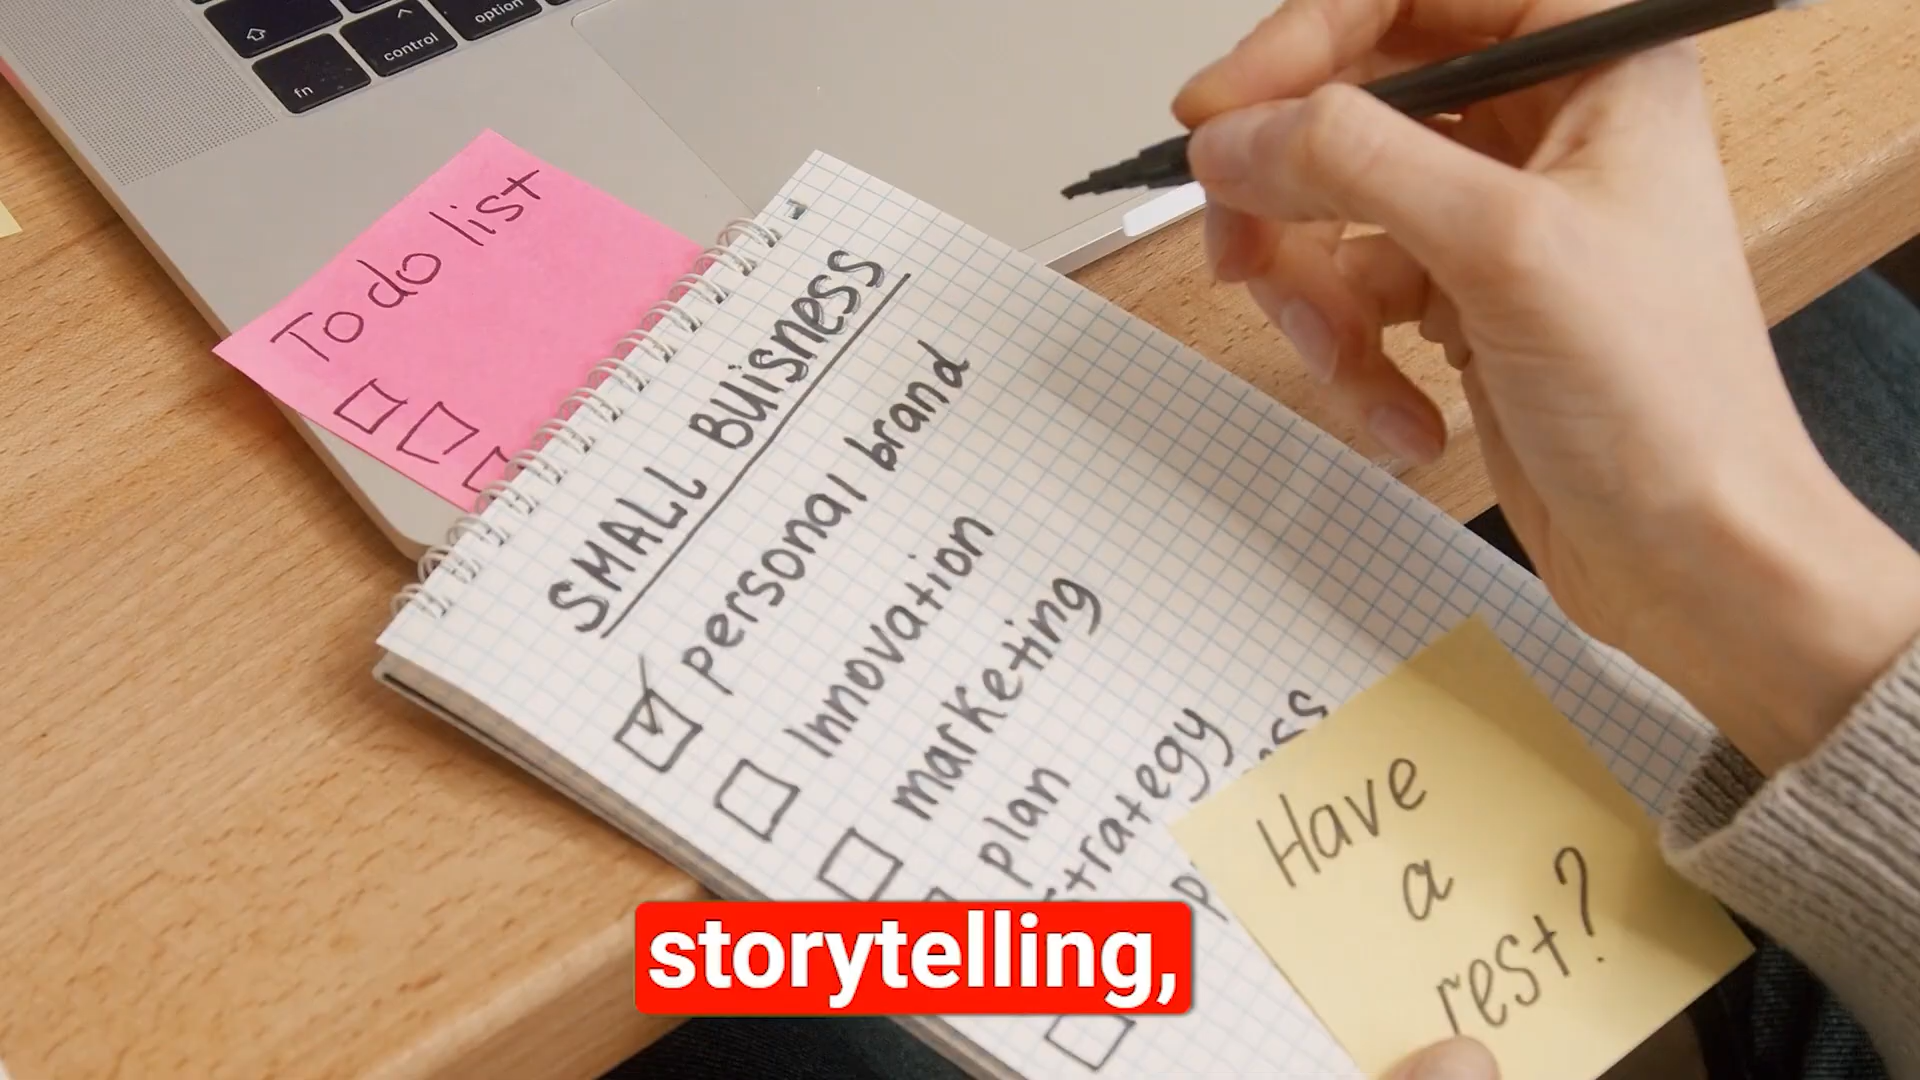 option
control
fn
To do list
SMALL BUISNESS
personal brand
Innovation
marketing
plan
strategy
Have
a
rest?
storytelling,